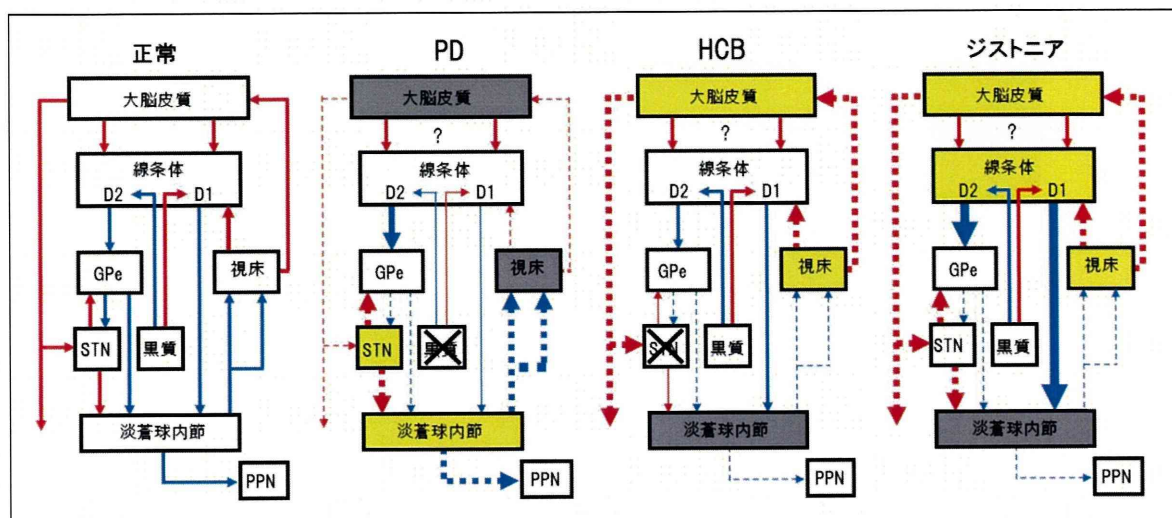 正常
大脳皮質
線条体
D2
D1
GPe
視床
STN
黒質
淡蒼球内節
PPN
PD
大脳皮質
?
線条体
D2
D1
GPe
視床
STN
黒質
淡蒼球内節
PPN
HCB
大脳皮質
?
線条体
D2
D1
GPe
視床
STN
黒質
淡蒼球内節
PPN
ジストニア
大脳皮質
?
線条体
D2
D1
GPe
視床
STN
黒質
淡蒼球内節
PPN